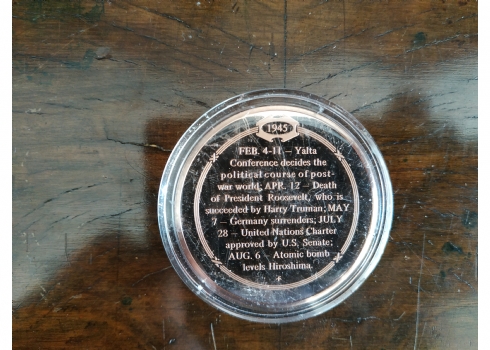 1945
FEB. 4-11 — Yalta
Conference decides the
political course of post-
war world; APR. 12 — Death
of President Roosevelt, who is
succeeded by Harry Truman; MAY
7 — Germany surrenders; JULY
28 — United Nations Charter
approved by U.S. Senate;
AUG. 6 — Atomic bomb
levels Hiroshima.